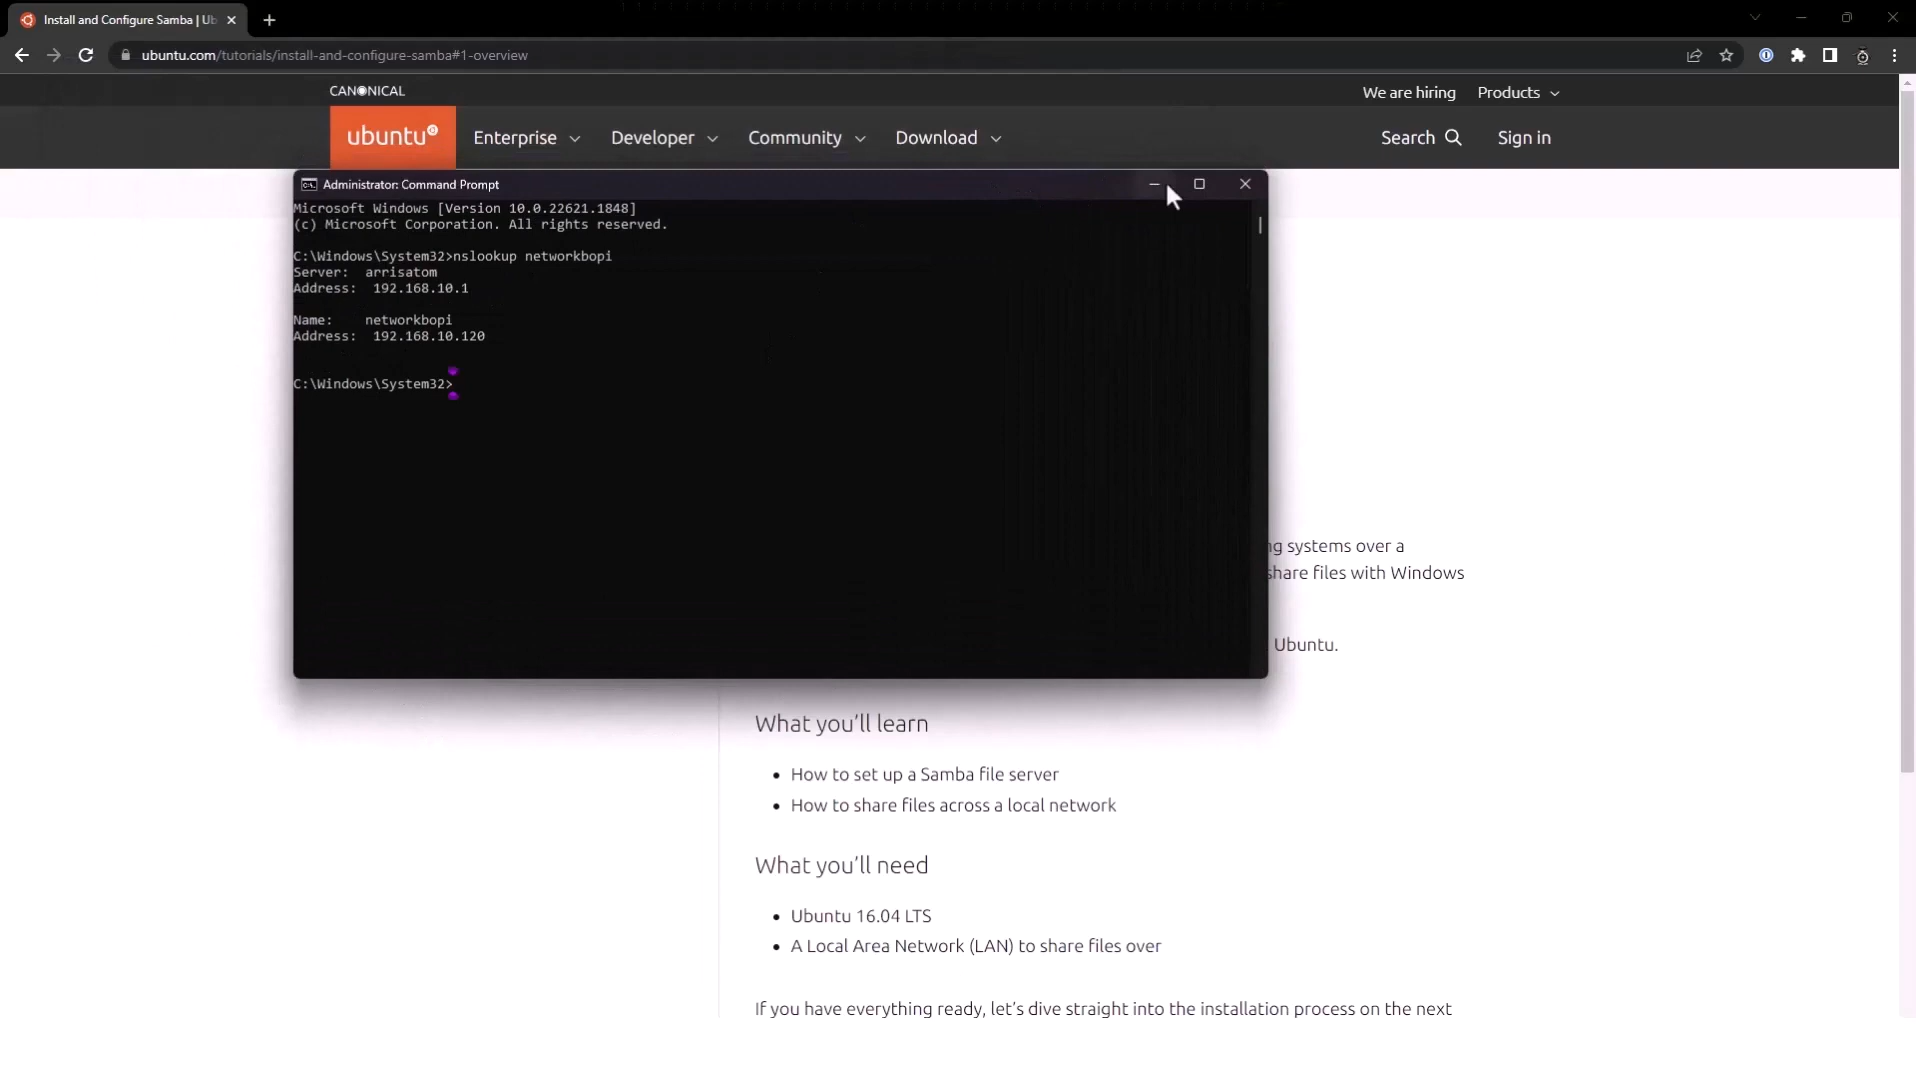 Install and Configure Samba | Ub
ubuntu.com/tutorials/install-and-configure-samba#1-overview
CANONICAL
We are hiring Products
ubuntu Enterprise Developer Community Download Search Sign in
Administrator: Command Prompt
Microsoft Windows [Version 10.0.22621.1848]
(c) Microsoft Corporation. All rights reserved.
C:\Windows\System32>nslookup networkbopi
Server: arrisatom
Address: 192.168.10.1
Name: networkbopi
Address: 192.168.10.120
C:\Windows\System32>
ng systems over a
share files with Windows
Ubuntu.
What you’ll learn
• How to set up a Samba file server
• How to share files across a local network
What you’ll need
• Ubuntu 16.04 LTS
• A Local Area Network (LAN) to share files over
If you have everything ready, let’s dive straight into the installation process on the next